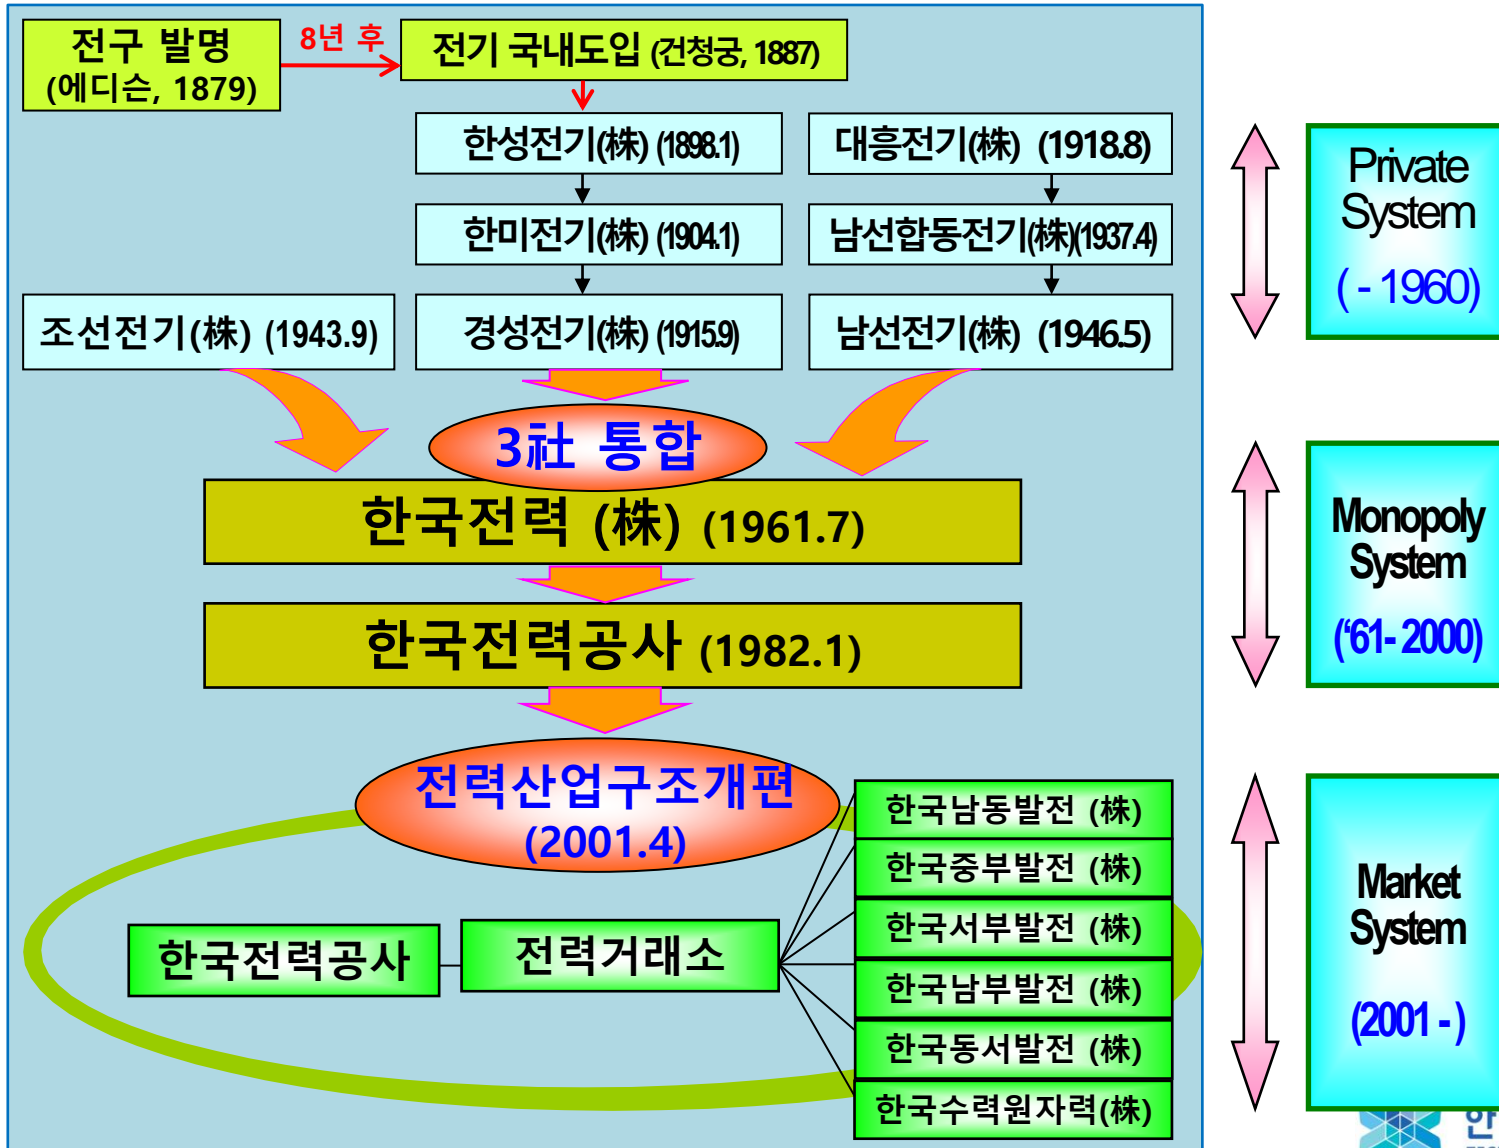 전구 발명
(에디슨, 1879)
8년 후
전기 국내도입 (건청궁, 1887)
한성전기(株) (1898.1)
대흥전기(株) (1918.8)
한미전기(株) (1904.1)
남선합동전기(株)(1937.4)
조선전기(株) (1943.9)
경성전기(株) (1915.9)
남선전기(株) (1946.5)
Private
System
( - 1960)
3社 통합
한국전력 (株) (1961.7)
한국전력공사 (1982.1)
Monopoly
System
(‘61- 2000)
전력산업구조개편
(2001.4)
한국전력공사
전력거래소
한국남동발전 (株)
한국중부발전 (株)
한국서부발전 (株)
한국남부발전 (株)
한국동서발전 (株)
한국수력원자력(株)
Market
System
(2001 - )